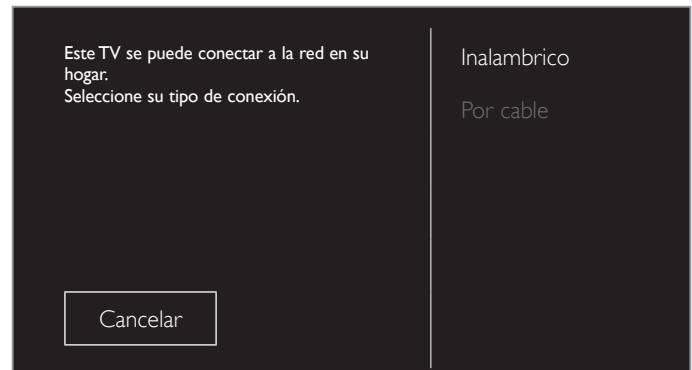 Este TV se puede conectar a la red en su
hogar.
Seleccione su tipo de conexión.
Inalambrico
Por cable
Cancelar